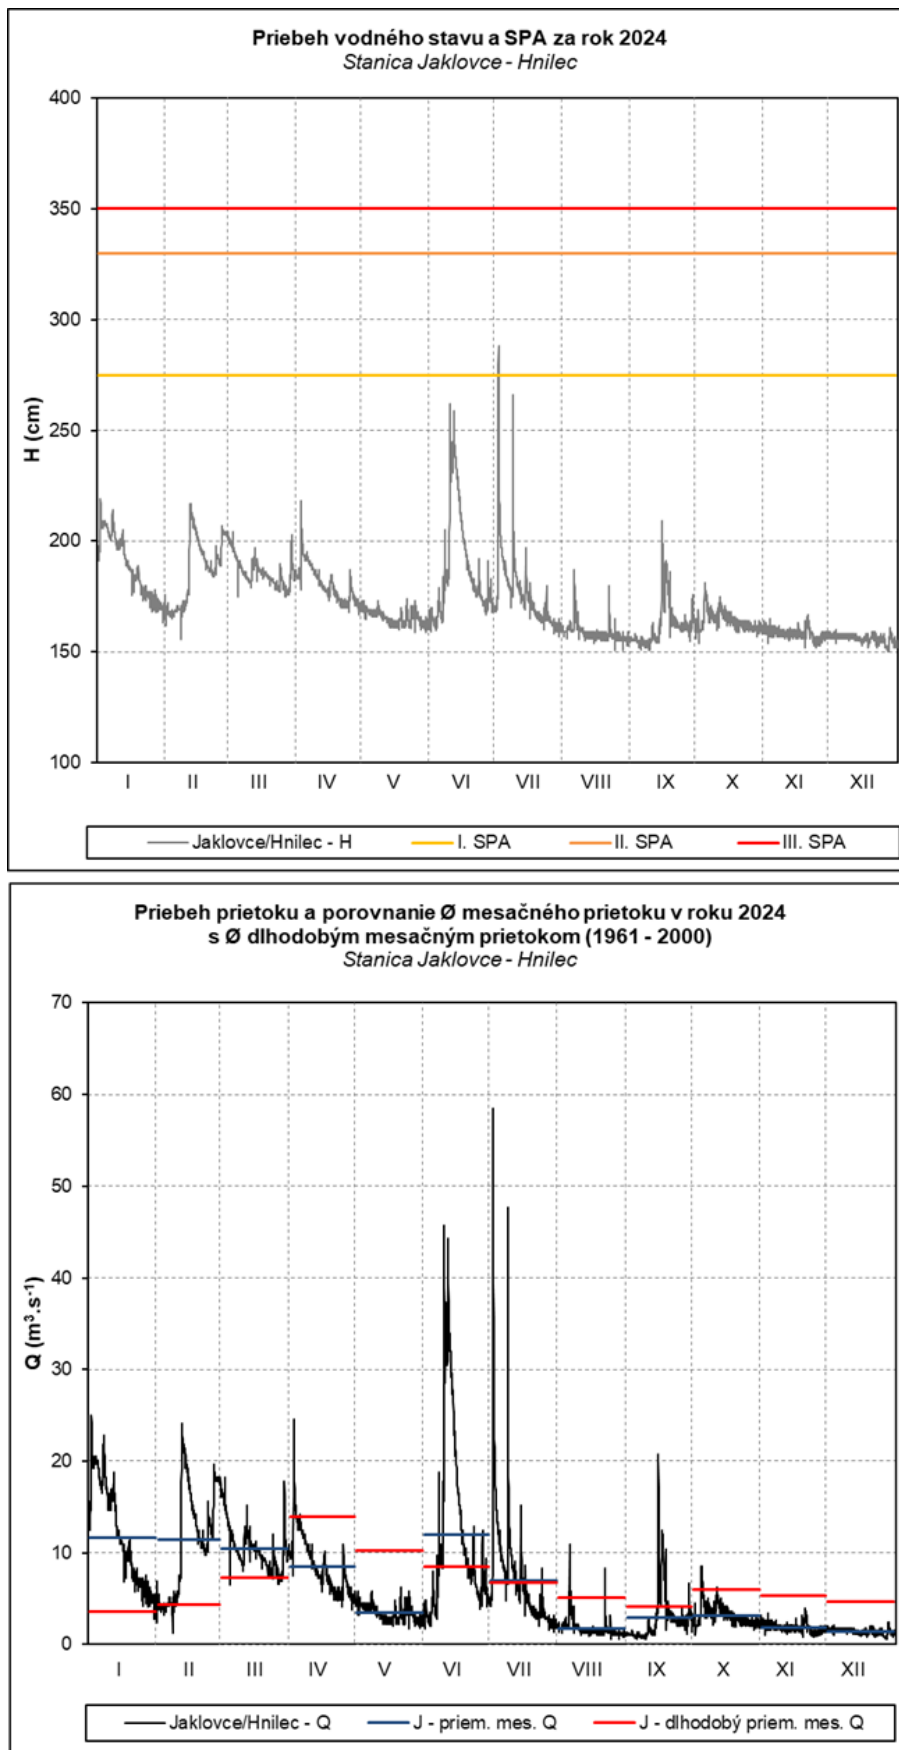 Priebeh vodného stavu a SPA za rok 2024
Stanica Jaklovce - Hnilec
400
350
300
250
200
150
100
H (cm)
I II III IV V VI VII VIII IX X XI XII
Jaklovce/Hnilec - H I. SPA II. SPA III. SPA
Priebeh prietoku a porovnanie Ø mesačného prietoku v roku 2024
s Ø dlhodobým mesačným prietokom (1961 - 2000)
Stanica Jaklovce - Hnilec
70
60
50
40
30
20
10
0
Q (m³.s⁻¹)
I II III IV V VI VII VIII IX X XI XII
Jaklovce/Hnilec - Q J - priem. mes. Q J - dlhodobý priem. mes. Q